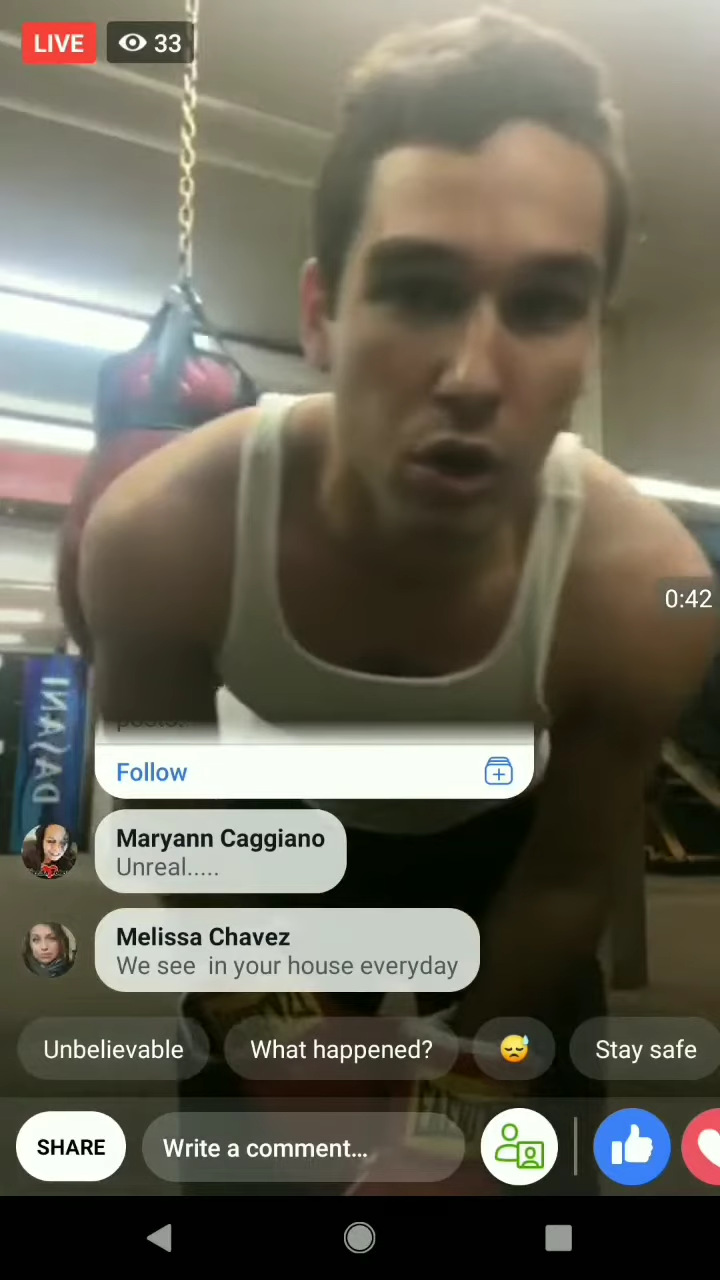 LIVE
33
0:42
DASANI
Follow
Maryann Caggiano
Unreal.....
Melissa Chavez
We see in your house everyday
Unbelievable
What happened?
😓
Stay safe
SHARE
Write a comment...